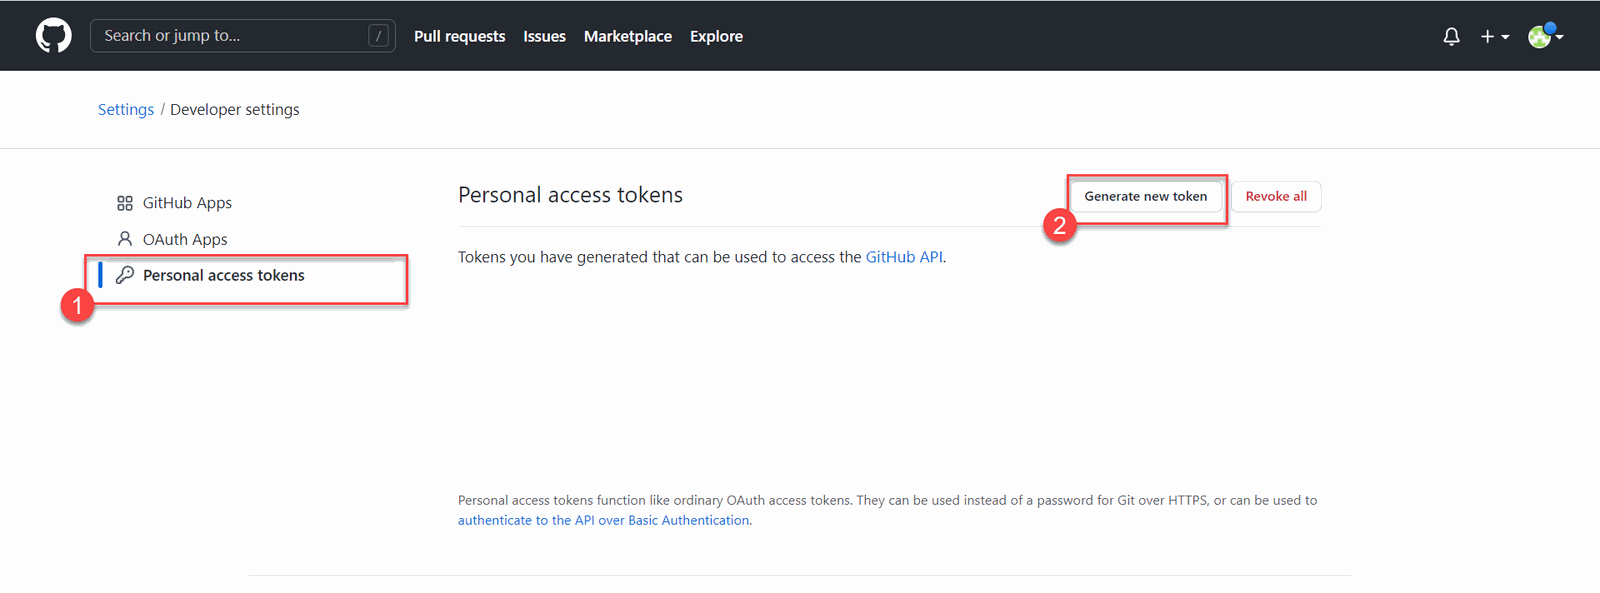 Search or jump to... / Pull requests Issues Marketplace Explore
Settings / Developer settings
GitHub Apps
OAuth Apps
Personal access tokens
1
Personal access tokens
Generate new token Revoke all
2
Tokens you have generated that can be used to access the GitHub API.
Personal access tokens function like ordinary OAuth access tokens. They can be used instead of a password for Git over HTTPS, or can be used to
authenticate to the API over Basic Authentication.